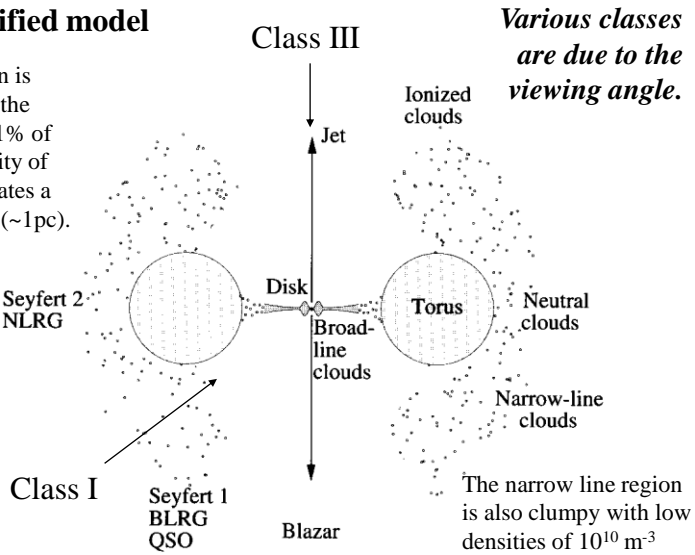 ified model
n is
the
1% of
ity of
ates a
(~1pc).
Class III
Various classes
are due to the
viewing angle.
Ionized
clouds
Jet
Seyfert 2
NLRG
Disk
Broad-
line
clouds
Torus
Neutral
clouds
Narrow-line
clouds
Class I
Seyfert 1
BLRG
QSO
Blazar
The narrow line region
is also clumpy with low
densities of 10¹⁰ m⁻³